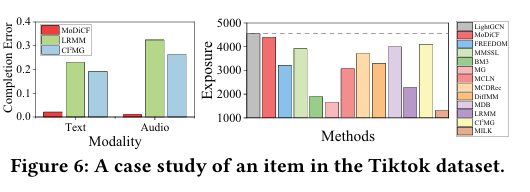 0.4
0.3
0.2
0.1
0.0
Completion Error
MoDiCF
LRMM
CI²MG
Text
Audio
Modality
5000
4000
3000
2000
1000
Exposure
Methods
LightGCN
MoDiCF
FREEDOM
MMSSL
BM3
MG
MCLN
MCDRec
DiffMM
MDB
LRMM
CI²MG
MILK
Figure 6: A case study of an item in the Tiktok dataset.